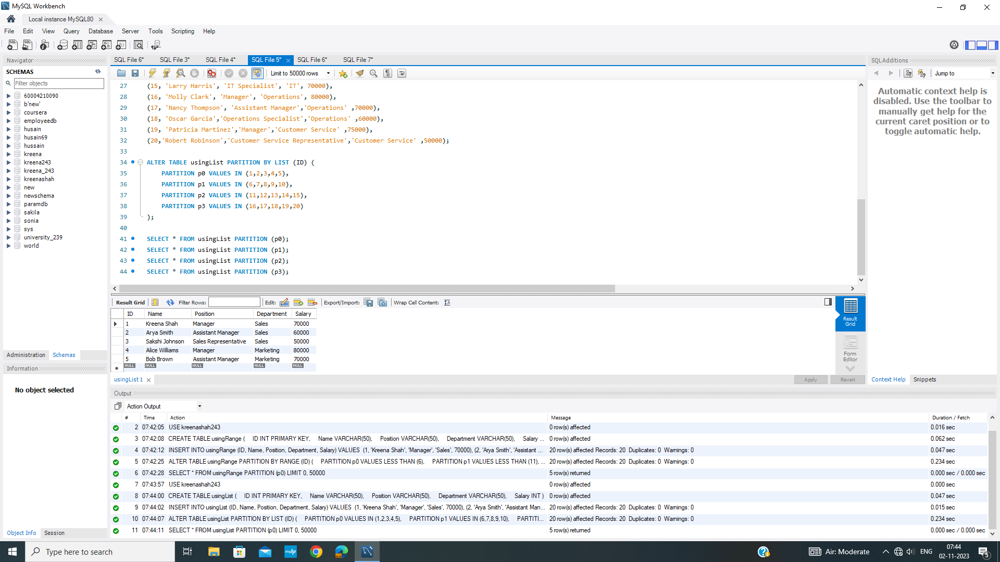 MySQL Workbench
Local instance MySQL80
File Edit View Query Database Server Tools Scripting Help
Navigator
SCHEMAS
Filter objects
60004210090
b'new'
coursera
employeedb
husain
husain69
hussain
kreena
kreena243
kreena_243
kreenashah
new
newschema
paramdb
sakila
sonia
sys
university_239
world
Administration Schemas
Information
No object selected
Object Info Session
SQL File 6* SQL File 3* SQL File 4* SQL File 5* SQL File 6* SQL File 7*
Limit to 50000 rows
27 (15, 'Larry Harris', 'IT Specialist', 'IT', 70000),
28 (16, 'Molly Clark', 'Manager', 'Operations', 80000),
29 (17, 'Nancy Thompson', 'Assistant Manager','Operations' ,70000),
30 (18, 'Oscar Garcia','Operations Specialist','Operations' ,60000),
31 (19, 'Patricia Martinez','Manager','Customer Service' ,75000),
32 (20,'Robert Robinson','Customer Service Representative','Customer Service' ,50000);
33
34 ALTER TABLE usingList PARTITION BY LIST (ID) (
35 PARTITION p0 VALUES IN (1,2,3,4,5),
36 PARTITION p1 VALUES IN (6,7,8,9,10),
37 PARTITION p2 VALUES IN (11,12,13,14,15),
38 PARTITION p3 VALUES IN (16,17,18,19,20)
39 );
40
41 SELECT * FROM usingList PARTITION (p0);
42 SELECT * FROM usingList PARTITION (p1);
43 SELECT * FROM usingList PARTITION (p2);
44 SELECT * FROM usingList PARTITION (p3);
Result Grid Filter Rows: Edit: Export/Import: Wrap Cell Content:
ID Name Position Department Salary
1 Kreena Shah Manager Sales 70000
2 Arya Smith Assistant Manager Sales 60000
3 Sakshi Johnson Sales Representative Sales 50000
4 Alice Williams Manager Marketing 80000
5 Bob Brown Assistant Manager Marketing 70000
NULL NULL NULL NULL NULL
Result
Grid
Form
Editor
usingList 1
Apply Revert
SQLAdditions
Jump to
Automatic context help is
disabled. Use the toolbar to
manually get help for the
current caret position or to
toggle automatic help.
Context Help Snippets
Output
Action Output
# Time Action Message Duration / Fetch
2 07:42:05 USE kreenashah243 0 row(s) affected 0.016 sec
3 07:42:08 CREATE TABLE usingRange ( ID INT PRIMARY KEY, Name VARCHAR(50), Position VARCHAR(50), Department VARCHAR(50), Salary ... 0 row(s) affected 0.062 sec
4 07:42:12 INSERT INTO usingRange (ID, Name, Position, Department, Salary) VALUES (1, 'Kreena Shah', 'Manager', 'Sales', 70000), (2, 'Arya Smith', 'Assistant ... 20 row(s) affected Records: 20 Duplicates: 0 Warnings: 0 0.047 sec
5 07:42:25 ALTER TABLE usingRange PARTITION BY RANGE (ID) ( PARTITION p0 VALUES LESS THAN (6), PARTITION p1 VALUES LESS THAN (11), ... 20 row(s) affected Records: 20 Duplicates: 0 Warnings: 0 0.234 sec
6 07:42:28 SELECT * FROM usingRange PARTITION (p0) LIMIT 0, 50000 5 row(s) returned 0.000 sec / 0.000 sec
7 07:43:57 USE kreenashah243 0 row(s) affected 0.000 sec
8 07:44:00 CREATE TABLE usingList ( ID INT PRIMARY KEY, Name VARCHAR(50), Position VARCHAR(50), Department VARCHAR(50), Salary INT ) 0 row(s) affected 0.047 sec
9 07:44:02 INSERT INTO usingList (ID, Name, Position, Department, Salary) VALUES (1, 'Kreena Shah', 'Manager', 'Sales', 70000), (2, 'Arya Smith', 'Assistant Man... 20 row(s) affected Records: 20 Duplicates: 0 Warnings: 0 0.015 sec
10 07:44:07 ALTER TABLE usingList PARTITION BY LIST (ID) ( PARTITION p0 VALUES IN (1,2,3,4,5), PARTITION p1 VALUES IN (6,7,8,9,10), PARTITI... 20 row(s) affected Records: 20 Duplicates: 0 Warnings: 0 0.234 sec
11 07:44:11 SELECT * FROM usingList PARTITION (p0) LIMIT 0, 50000 5 row(s) returned 0.000 sec / 0.000 sec
Type here to search
myhp
Air: Moderate
ENG
07:44
02-11-2023
5